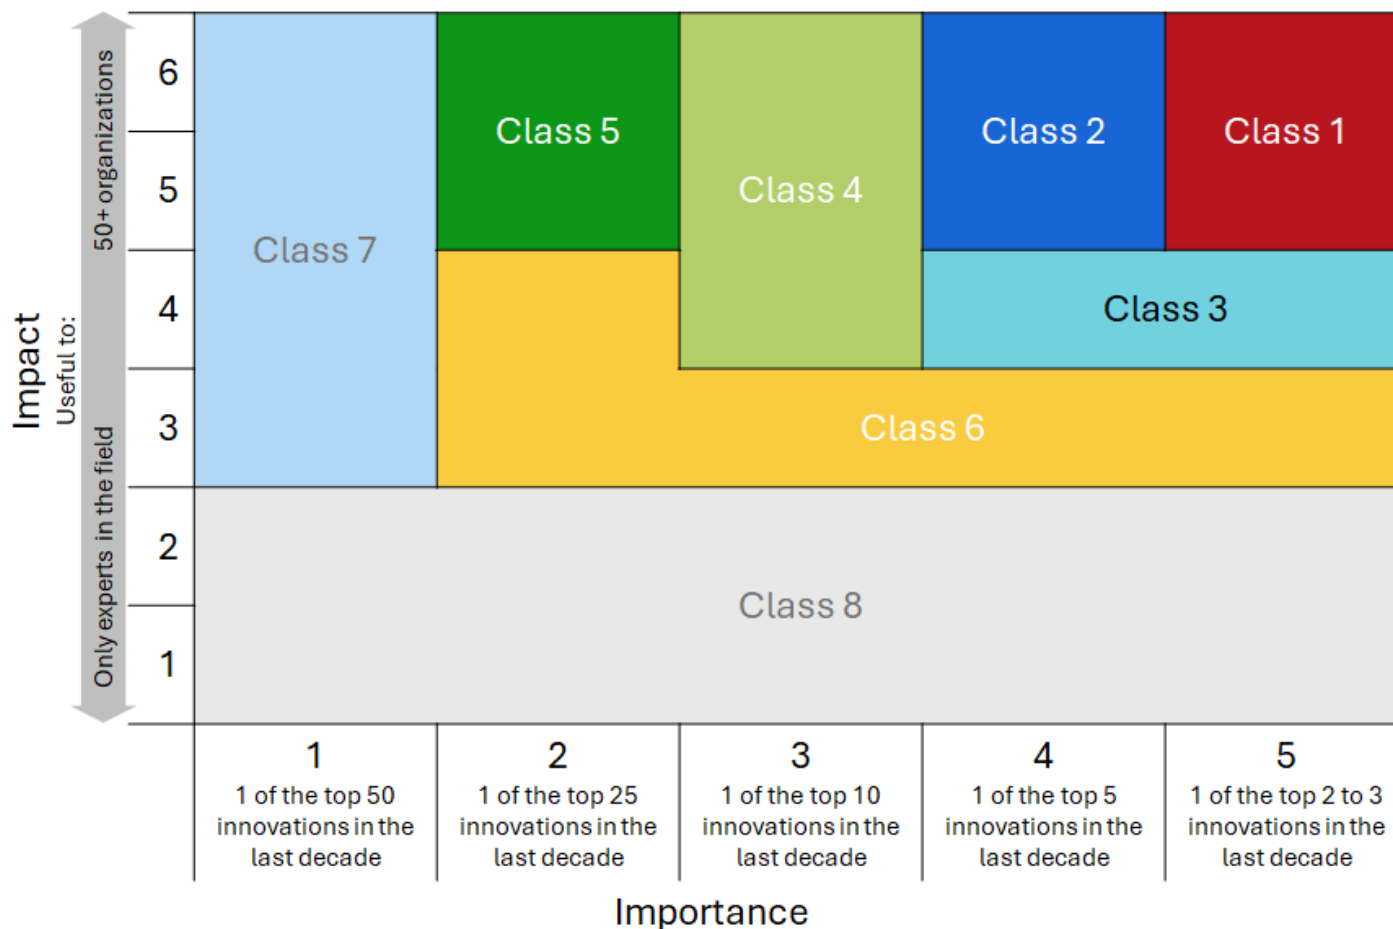 Impact
Useful to:
50+ organizations
Only experts in the field
6
5
4
3
2
1
Class 7
Class 5
Class 4
Class 2
Class 1
Class 3
Class 6
Class 8
1
1 of the top 50
innovations in the
last decade
2
1 of the top 25
innovations in the
last decade
3
1 of the top 10
innovations in the
last decade
4
1 of the top 5
innovations in the
last decade
5
1 of the top 2 to 3
innovations in the
last decade
Importance